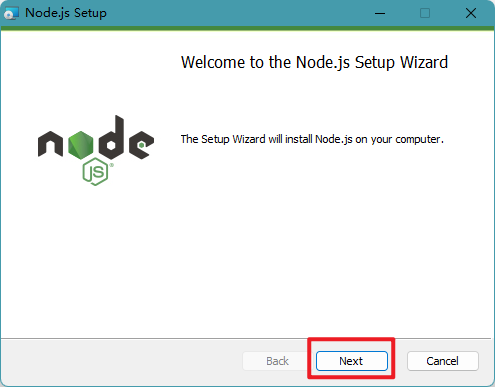 Node.js Setup
Welcome to the Node.js Setup Wizard
The Setup Wizard will install Node.js on your computer.
node
JS®
Back
Next
Cancel